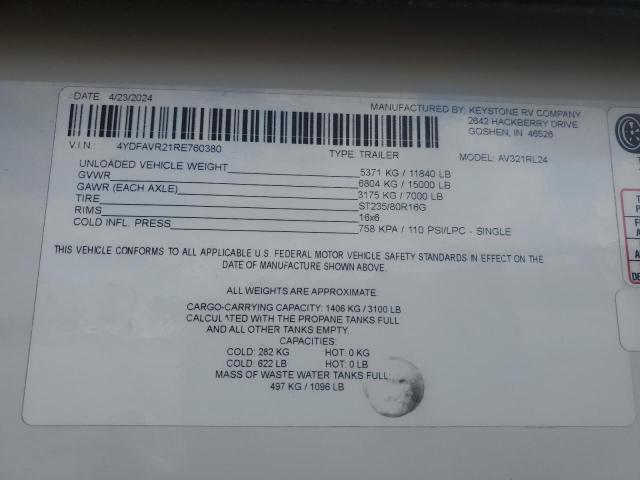 DATE: 4/23/2024
MANUFACTURED BY: KEYSTONE RV COMPANY
2642 HACKBERRY DRIVE
GOSHEN, IN 46526
V.I.N.: 4YDFAVR21RE760380
TYPE: TRAILER
MODEL: AV321RL24
UNLOADED VEHICLE WEIGHT 5371 KG / 11840 LB
GVWR 6804 KG / 15000 LB
GAWR (EACH AXLE) 3175 KG / 7000 LB
TIRE ST235/80R16G
RIMS 16x6
COLD INFL. PRESS 758 KPA / 110 PSI/LPC - SINGLE
THIS VEHICLE CONFORMS TO ALL APPLICABLE U.S. FEDERAL MOTOR VEHICLE SAFETY STANDARDS IN EFFECT ON THE
DATE OF MANUFACTURE SHOWN ABOVE.
ALL WEIGHTS ARE APPROXIMATE.
CARGO-CARRYING CAPACITY: 1406 KG / 3100 LB
CALCULATED WITH THE PROPANE TANKS FULL
AND ALL OTHER TANKS EMPTY.
CAPACITIES:
COLD: 282 KG HOT: 0 KG
COLD: 622 LB HOT: 0 LB
MASS OF WASTE WATER TANKS FULL:
497 KG / 1096 LB